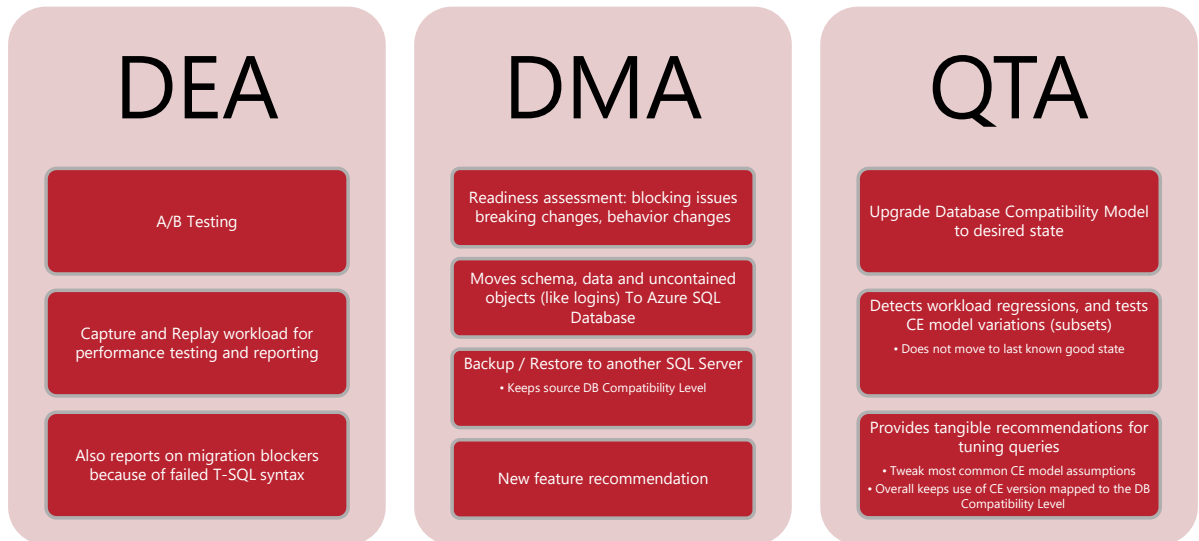 DEA
A/B Testing
Capture and Replay workload for
performance testing and reporting
Also reports on migration blockers
because of failed T-SQL syntax
DMA
Readiness assessment: blocking issues
breaking changes, behavior changes
Moves schema, data and uncontained
objects (like logins) To Azure SQL
Database
Backup / Restore to another SQL Server
• Keeps source DB Compatibility Level
New feature recommendation
QTA
Upgrade Database Compatibility Model
to desired state
Detects workload regressions, and tests
CE model variations (subsets)
• Does not move to last known good state
Provides tangible recommendations for
tuning queries
• Tweak most common CE model assumptions
• Overall keeps use of CE version mapped to the DB
Compatibility Level